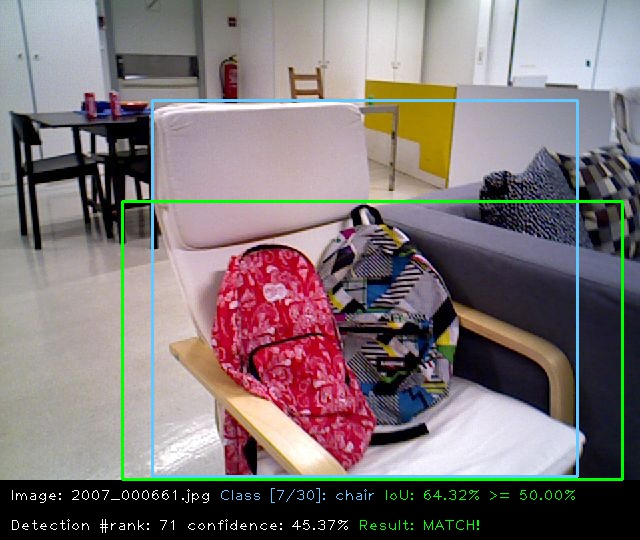 Image: 2007_000661.jpg Class [7/30]: chair IoU: 64.32% >= 50.00%
Detection #rank: 71 confidence: 45.37% Result: MATCH!